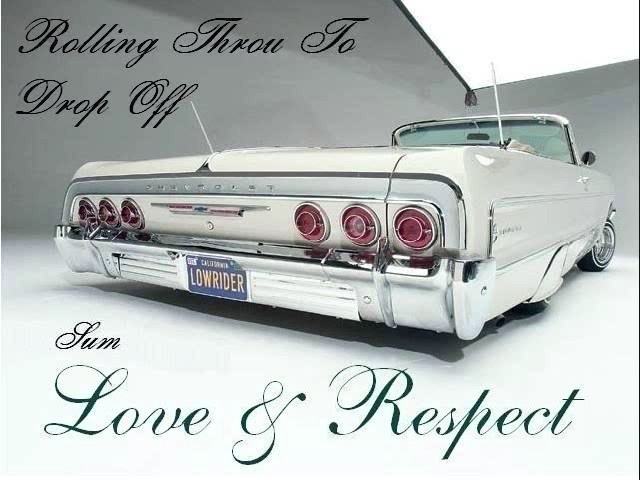 Rolling Throu To
Drop Off
CHEVROLET
CALIFORNIA
LOWRIDER
Sum
Love & Respect